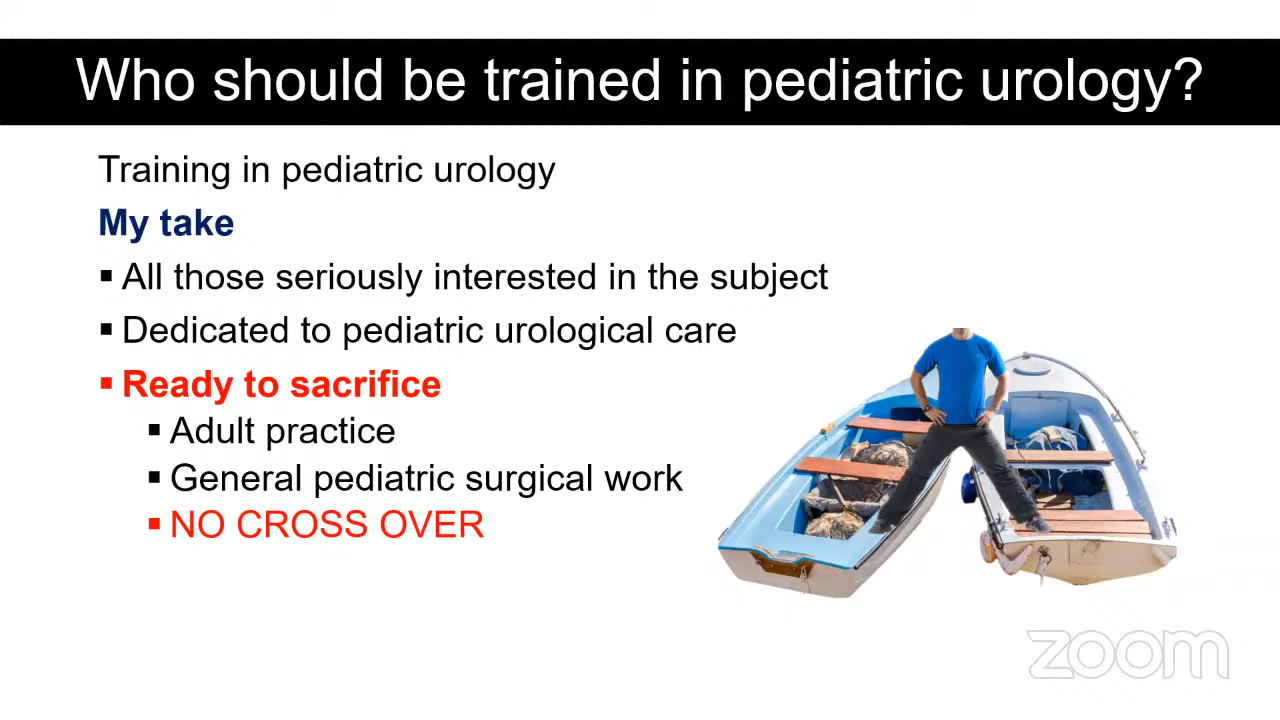 Who should be trained in pediatric urology?
Training in pediatric urology
My take
▪ All those seriously interested in the subject
▪ Dedicated to pediatric urological care
▪ Ready to sacrifice
▪ Adult practice
▪ General pediatric surgical work
▪ NO CROSS OVER
zoom